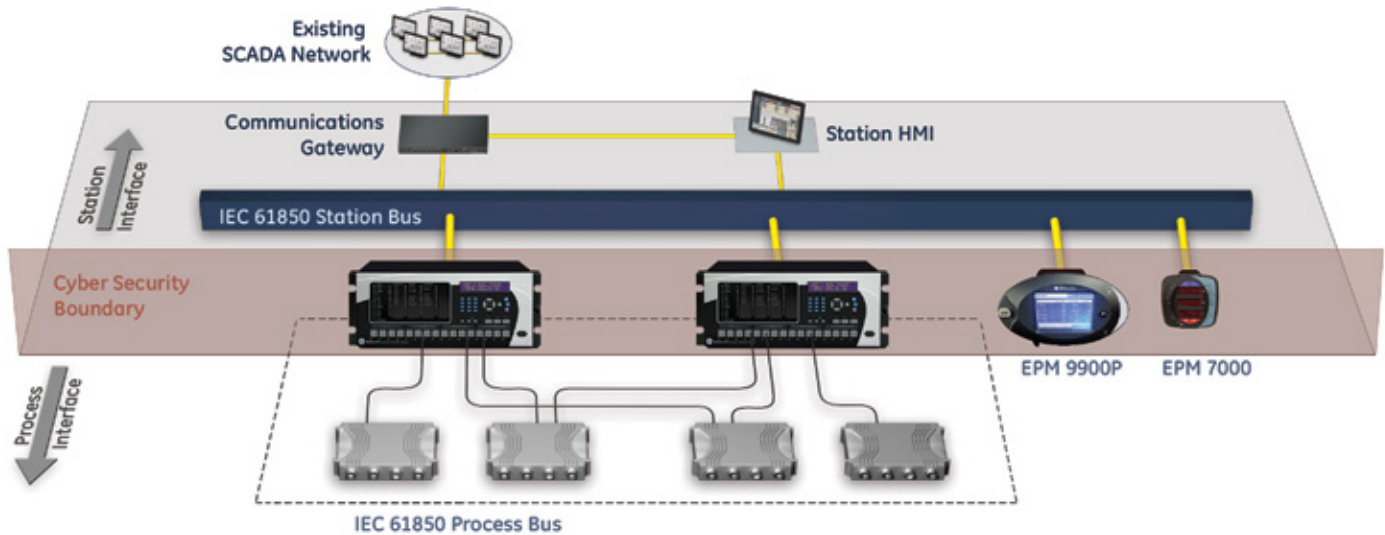 Existing
SCADA Network
Communications
Gateway
Station HMI
Station
Interface
IEC 61850 Station Bus
Cyber Security
Boundary
EPM 9900P
EPM 7000
Process
Interface
IEC 61850 Process Bus